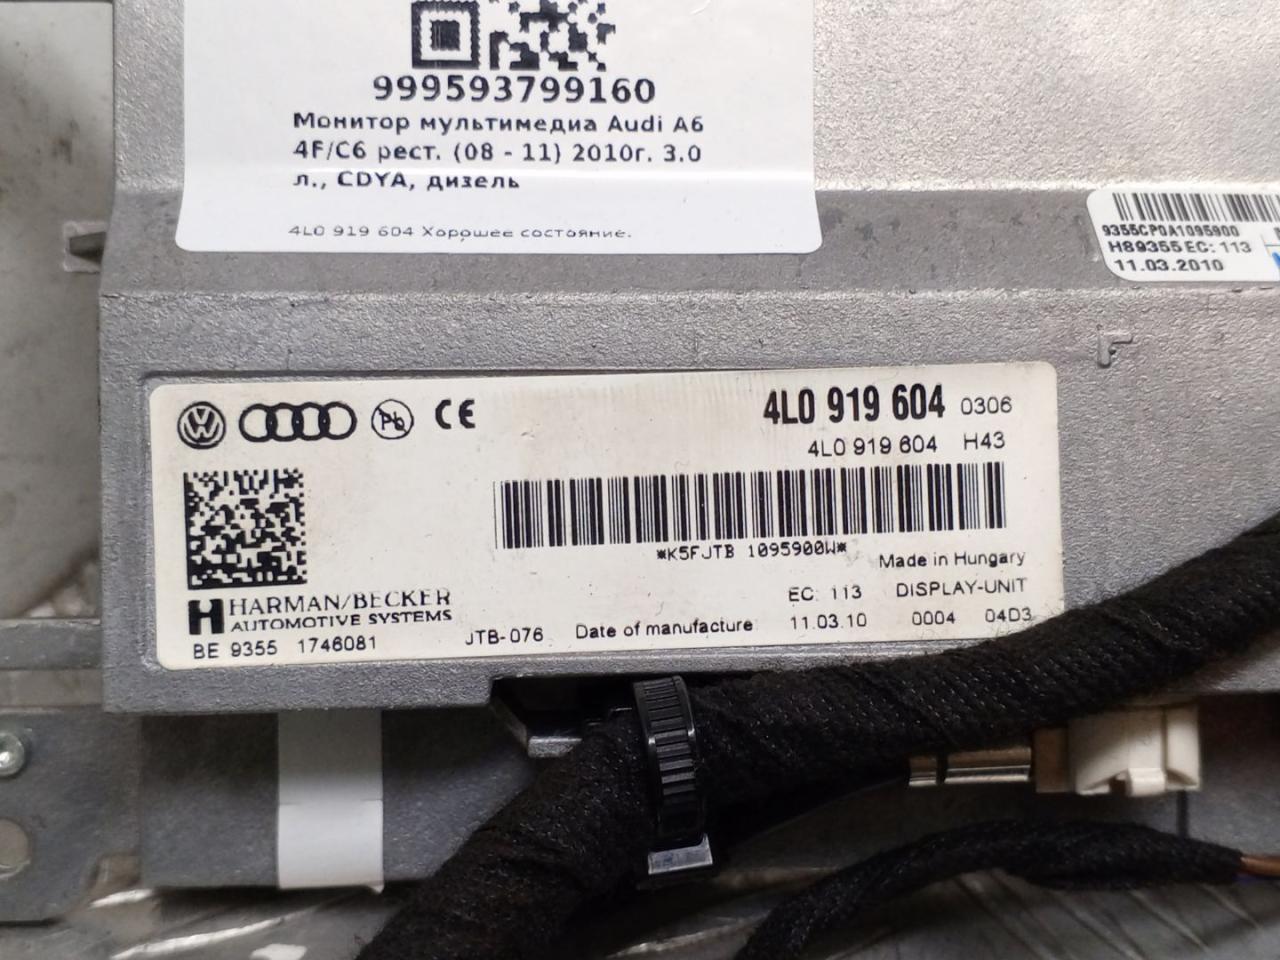 999593799160
Монитор мультимедиа Audi A6
4F/C6 рест. (08 - 11) 2010г. 3.0
л., CDYA, дизель
4L0 919 604 Хорошее состояние.
9355CP0A1095900
H89355 EC: 113
11.03.2010
VW Pb CE
4L0 919 604 0306
4L0 919 604 H43
*K5FJTB 1095900W*
Made in Hungary
EC: 113 DISPLAY-UNIT
HARMAN/BECKER
AUTOMOTIVE SYSTEMS
BE 9355 1746081 JTB-076 Date of manufacture: 11.03.10 0004 04D3